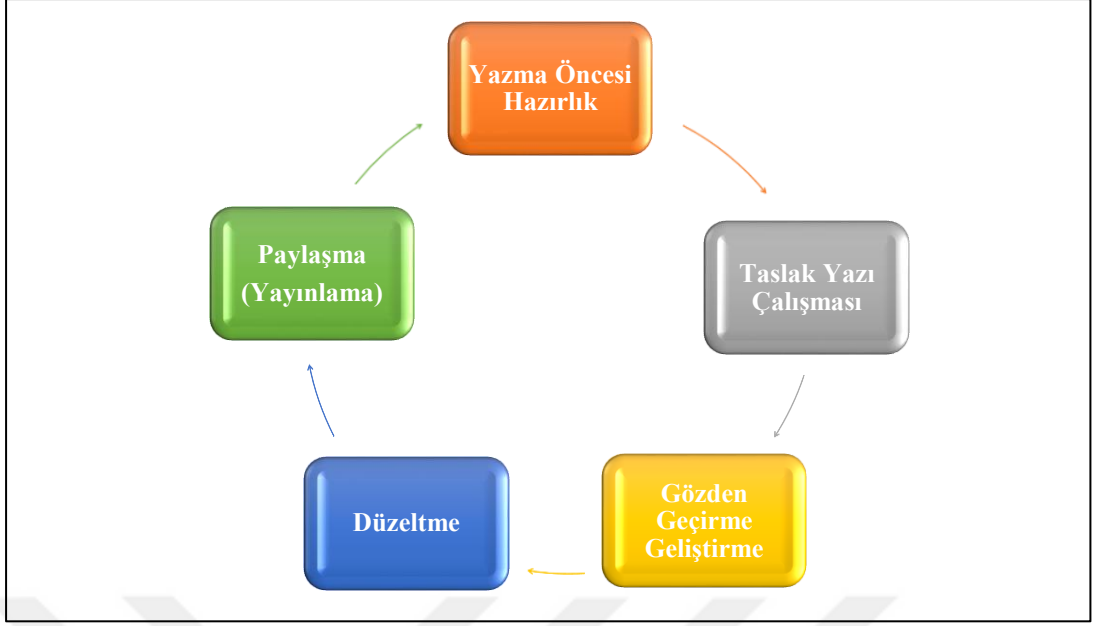 Yazma Öncesi
Hazırlık
Taslak Yazı
Çalışması
Gözden
Geçirme
Geliştirme
Düzeltme
Paylaşma
(Yayınlama)